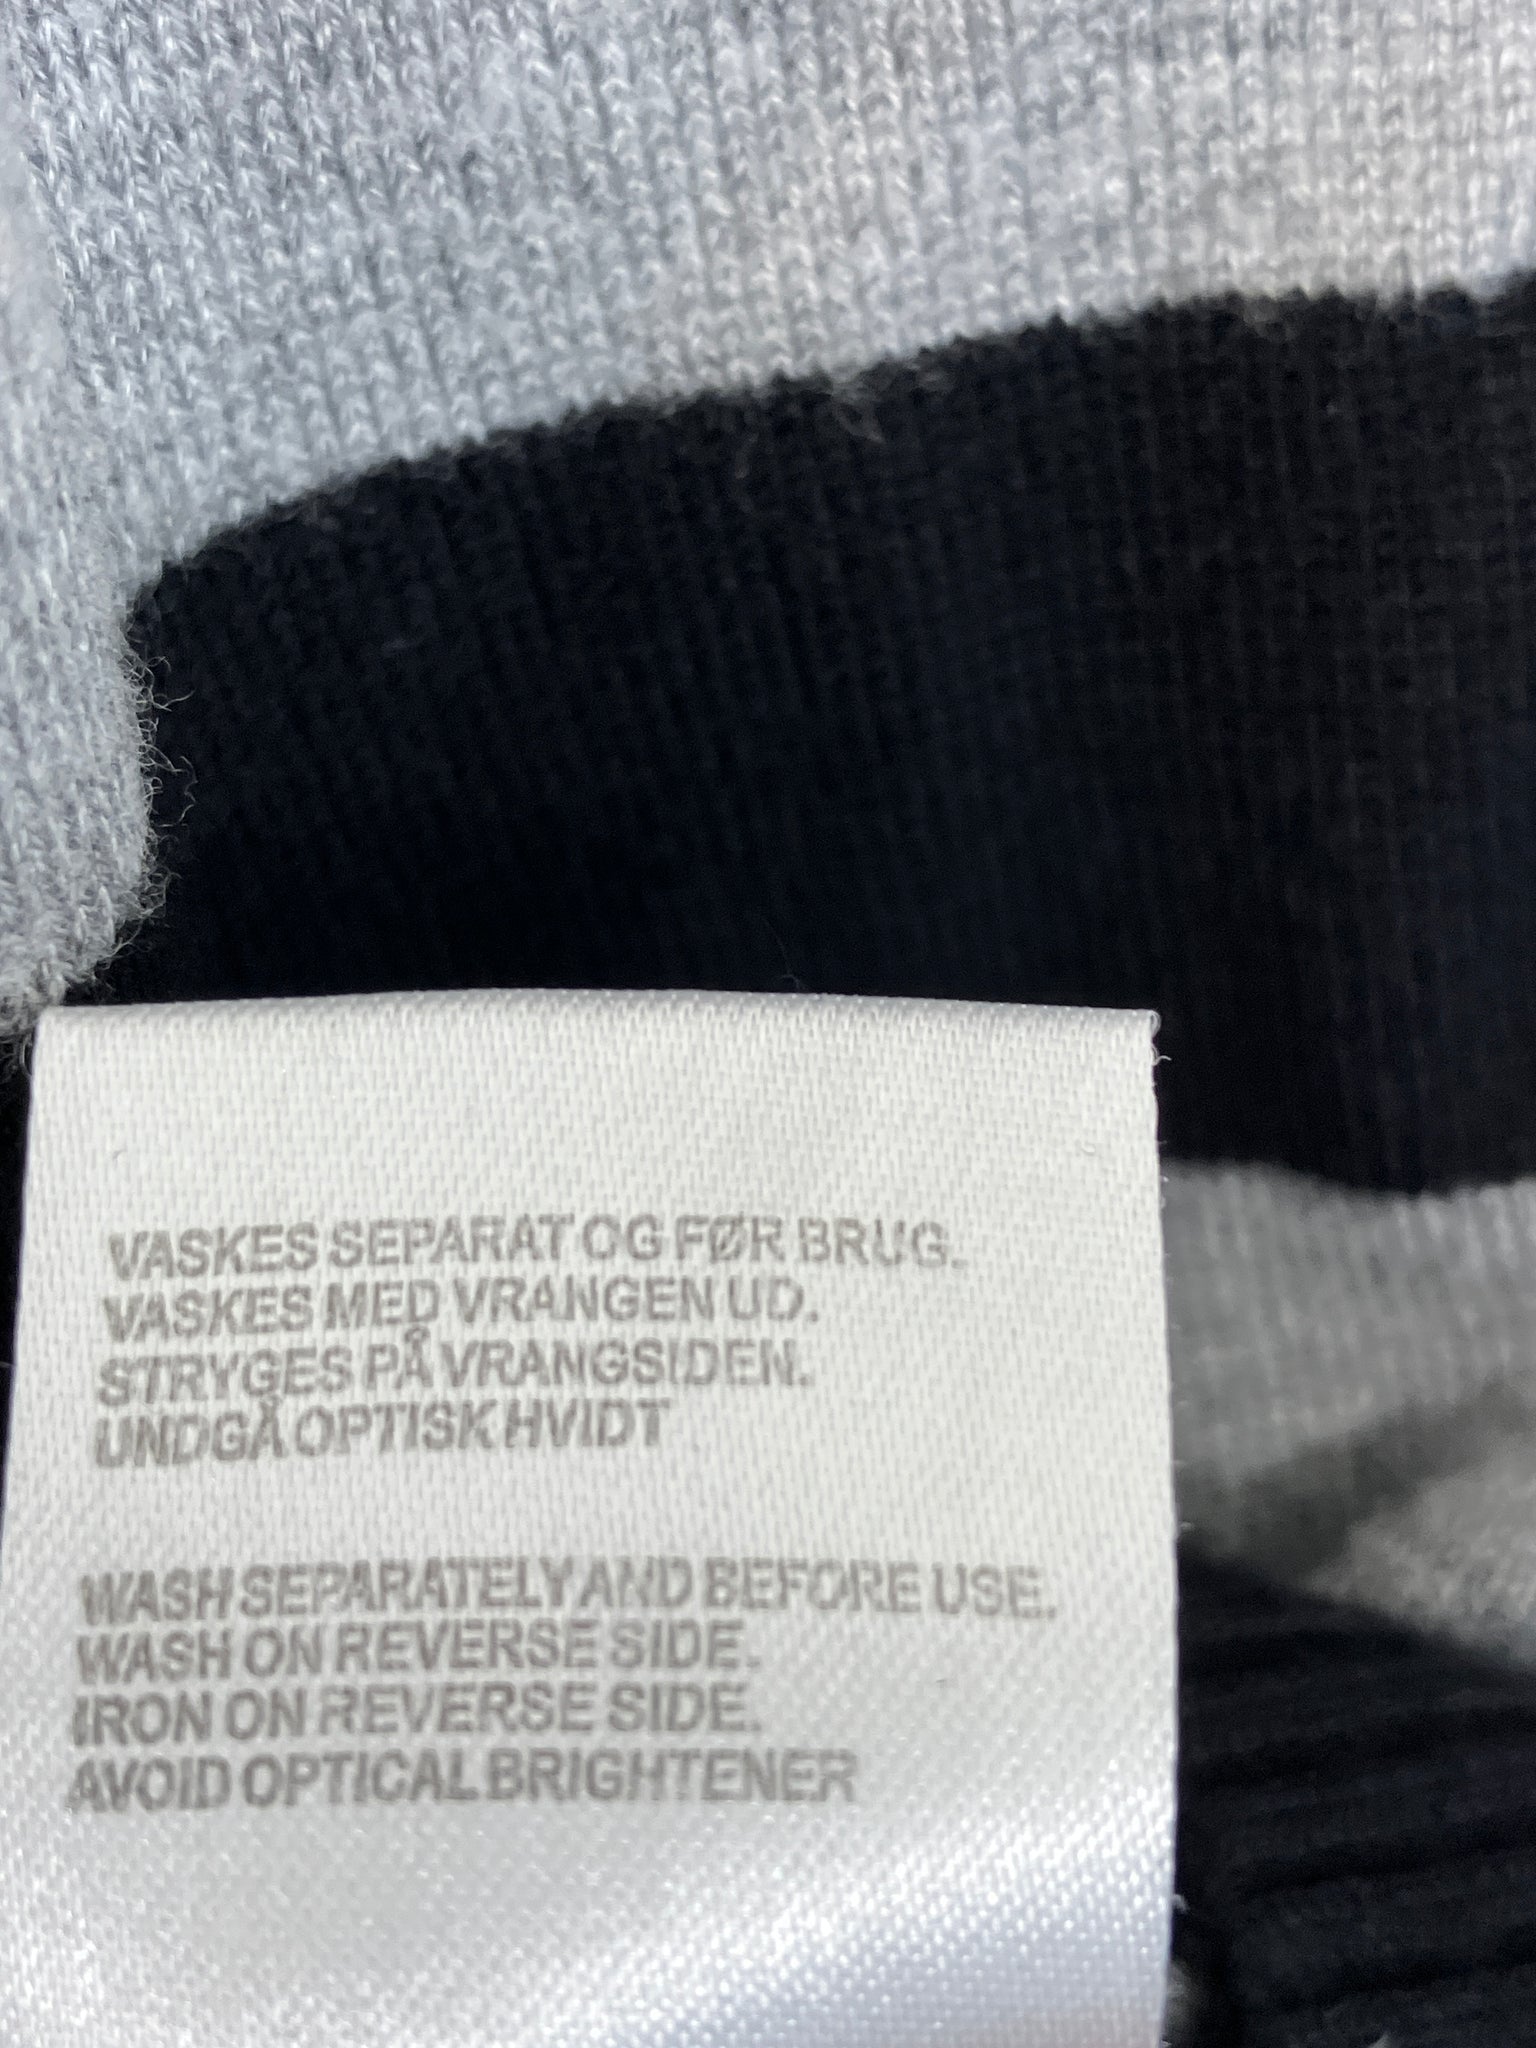 VASKES SEPARAT OG FØR BRUG.
VASKES MED VRANGEN UD.
STRYGES PÅ VRANGSIDEN.
UNDGÅ OPTISK HVIDT
WASH SEPARATELY AND BEFORE USE.
WASH ON REVERSE SIDE.
IRON ON REVERSE SIDE.
AVOID OPTICAL BRIGHTENER